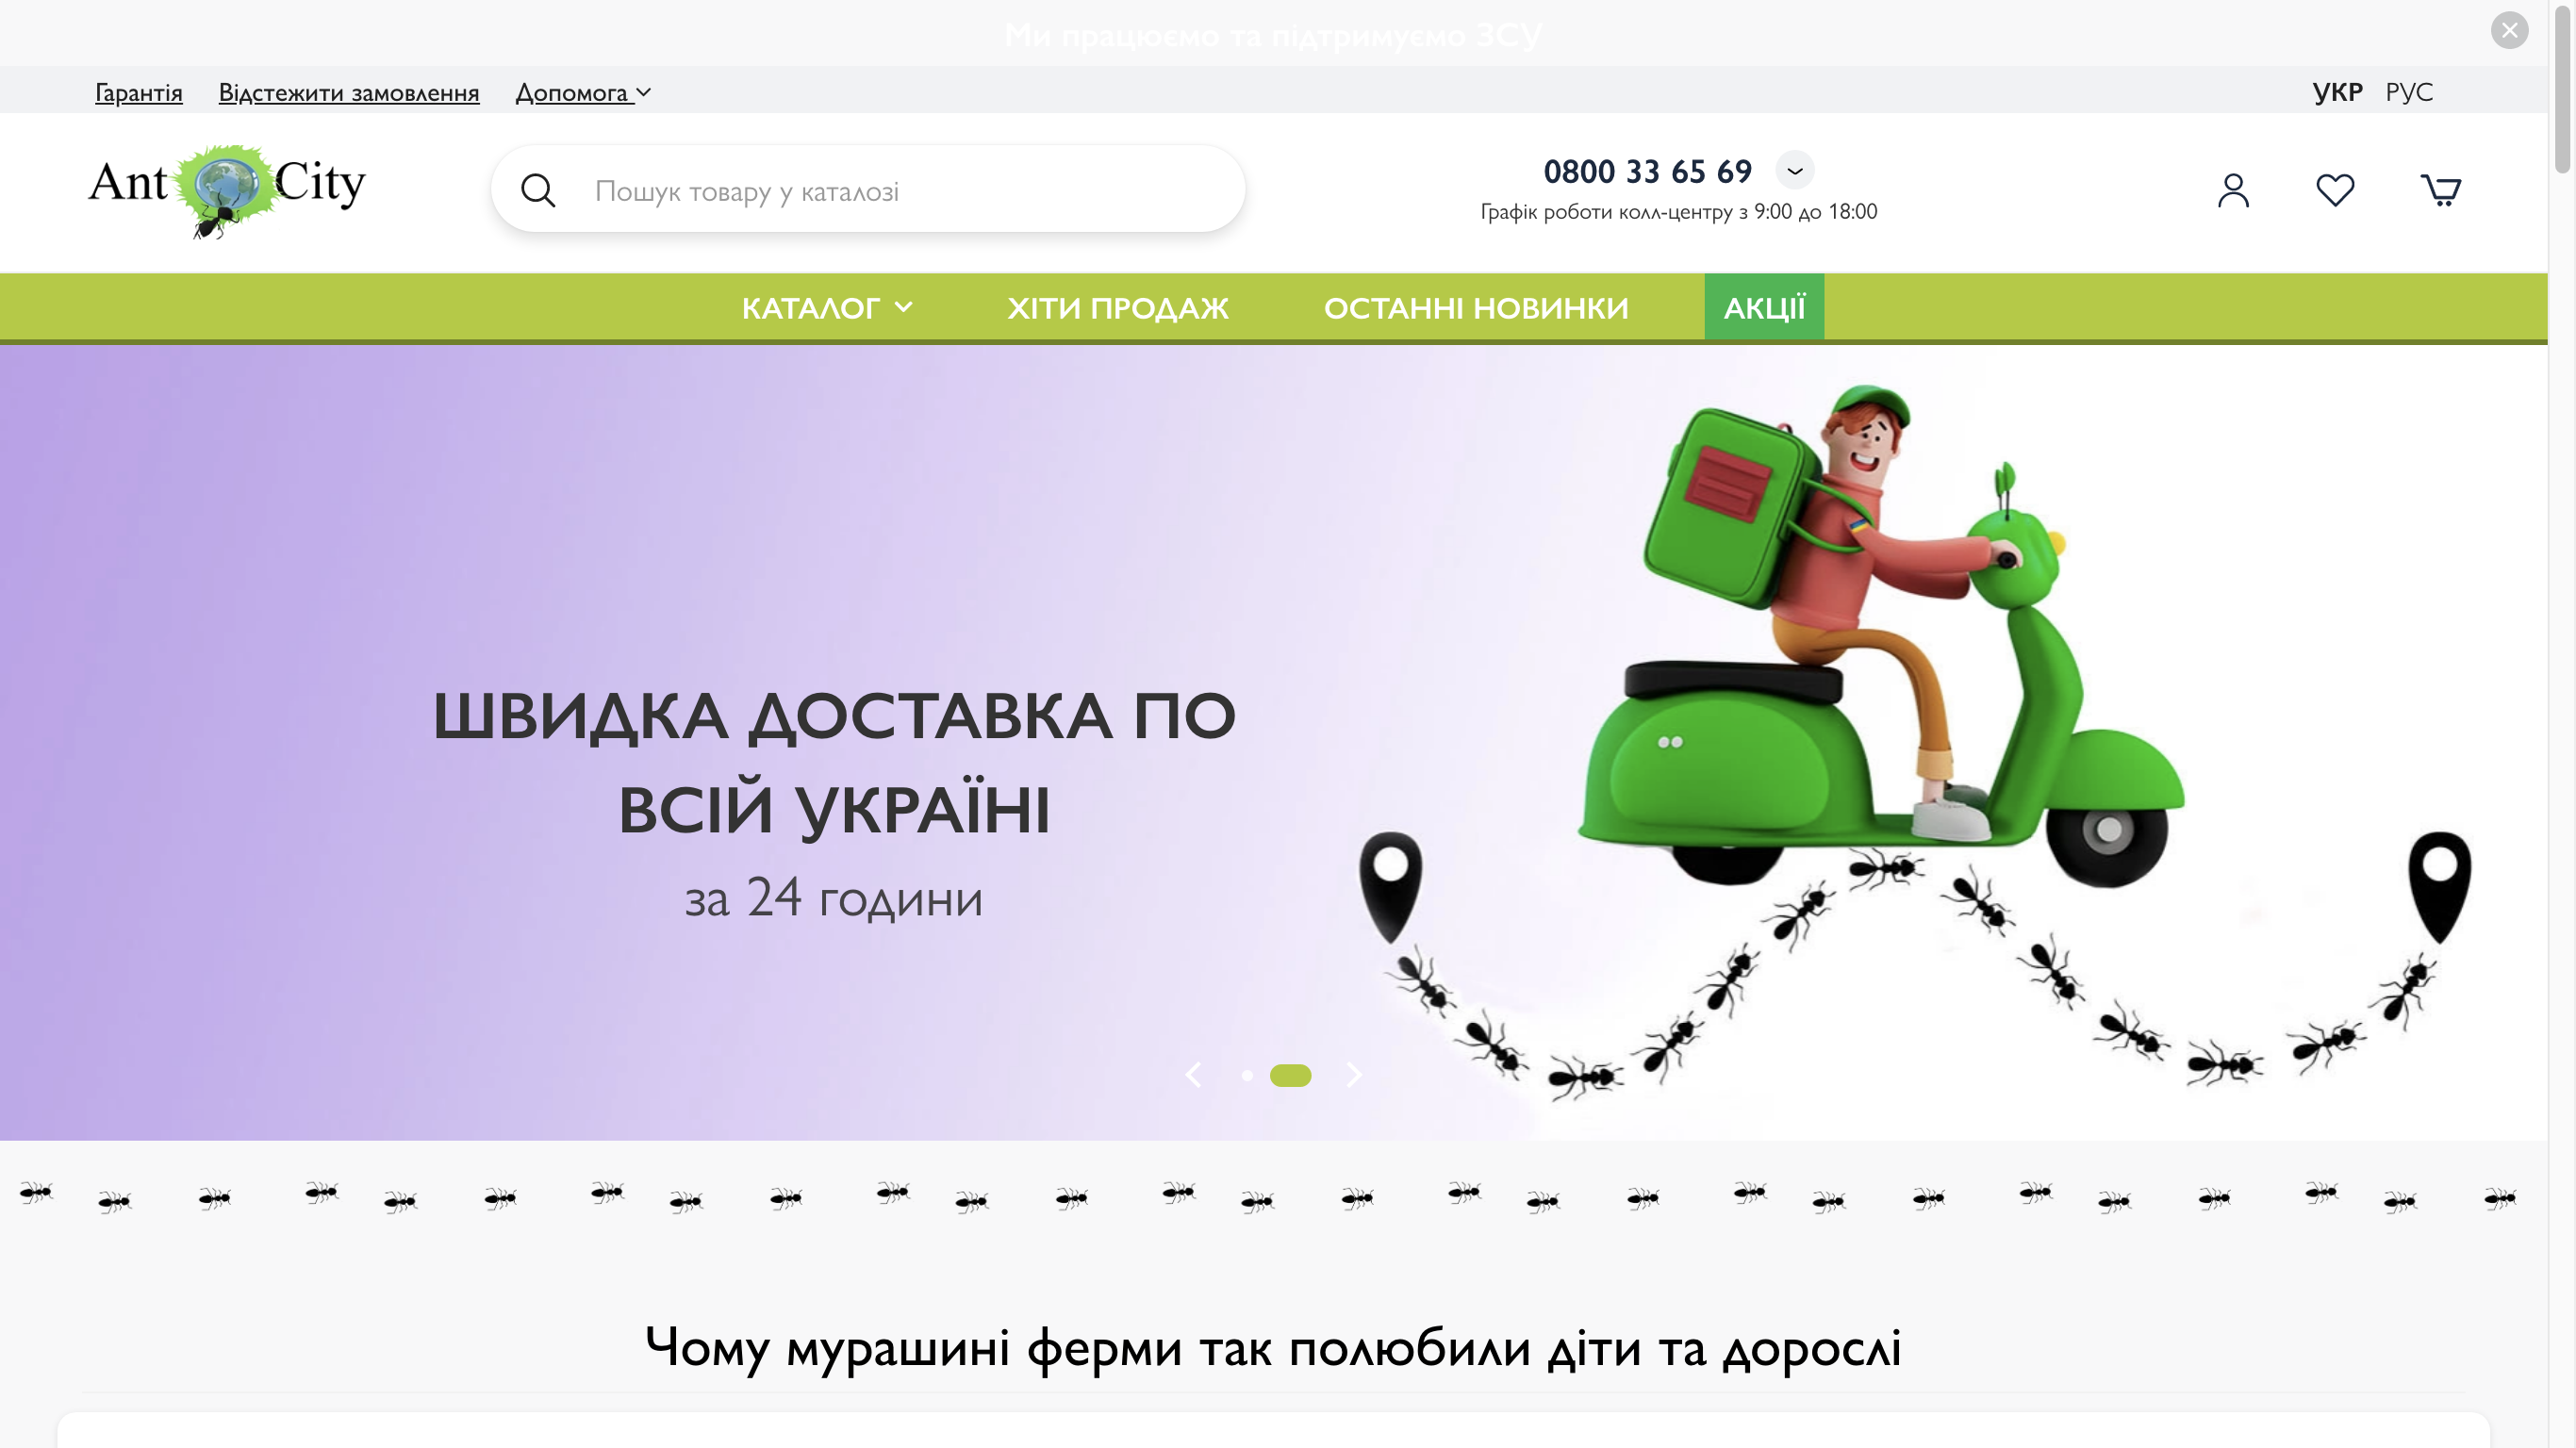 Ми працюємо та підтримуємо ЗСУ
Гарантія Відстежити замовлення Допомога УКР РУС
Ant City
Пошук товару у каталозі
0800 33 65 69
Графік роботи колл-центру з 9:00 до 18:00
КАТАЛОГ ХІТИ ПРОДАЖ ОСТАННІ НОВИНКИ АКЦІЇ
ШВИДКА ДОСТАВКА ПО
ВСІЙ УКРАЇНІ
за 24 години
Чому мурашині ферми так полюбили діти та дорослі